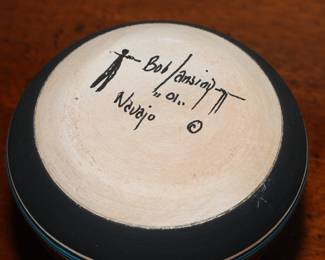 Bob Lansing
"01"
Navajo
©